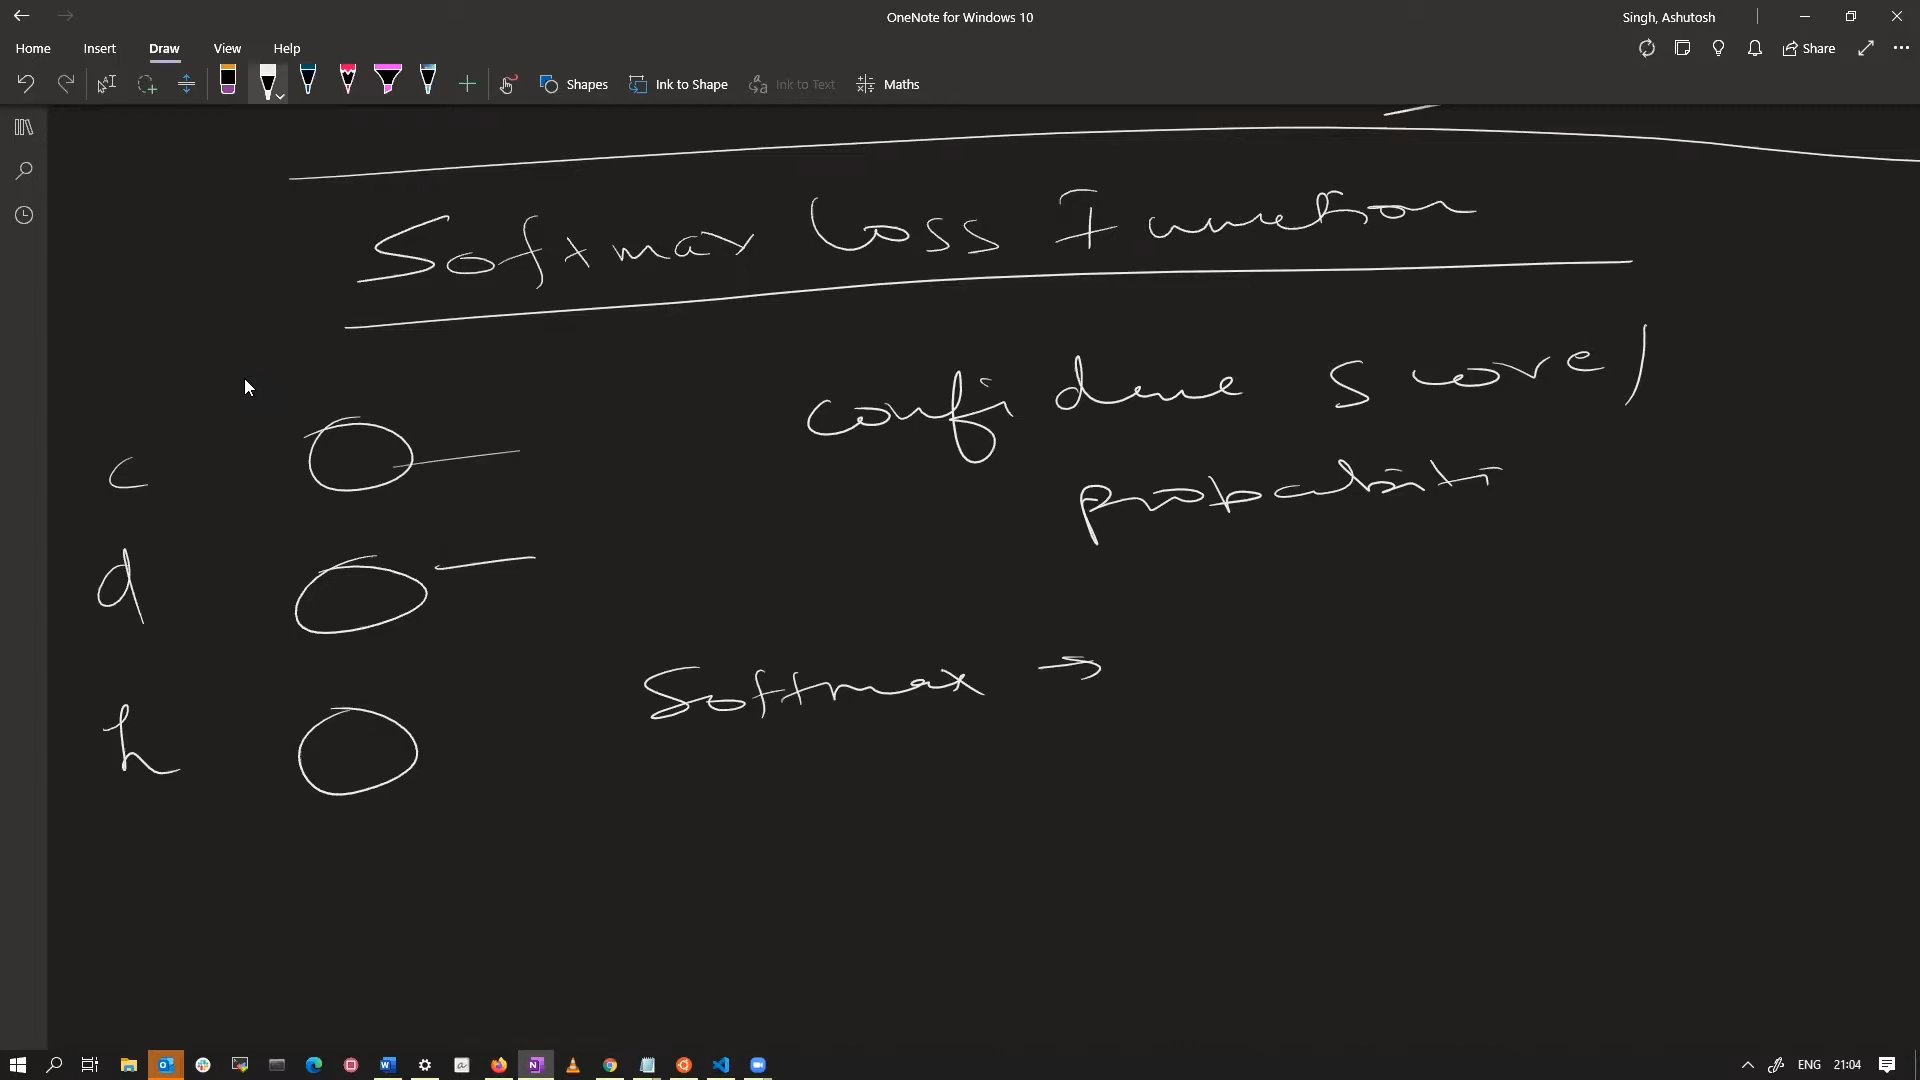 OneNote for Windows 10
Singh, Ashutosh
Home Insert Draw View Help
Share
Shapes Ink to Shape Ink to Text Maths
Softmax Loss Function
confidence score/
c
probabiliti
d
Softmax →
h
ENG 21:04